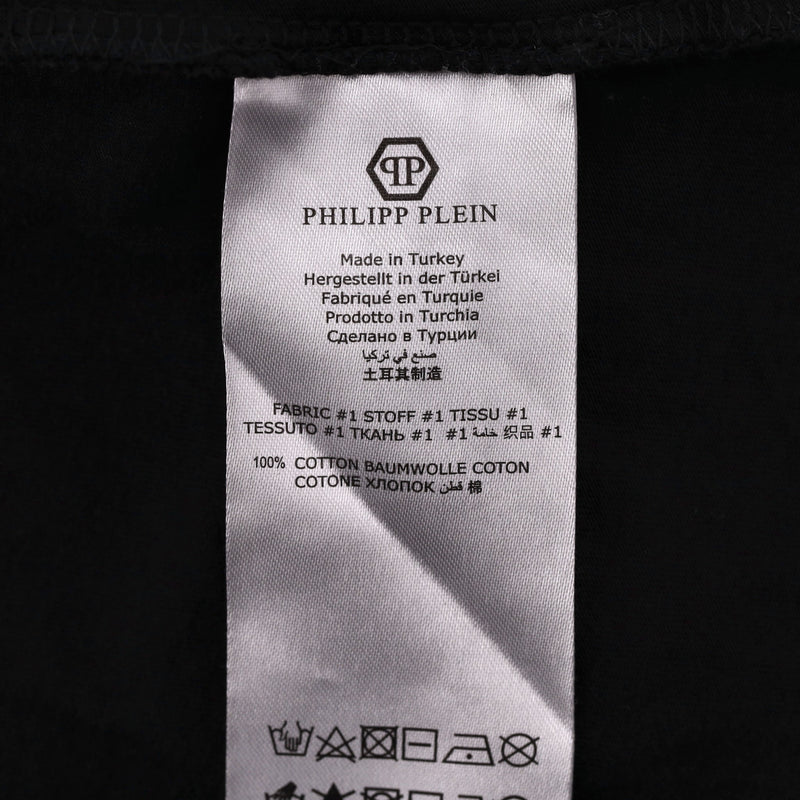 PP
PHILIPP PLEIN
Made in Turkey
Hergestellt in der Türkei
Fabriqué en Turquie
Prodotto in Turchia
Сделано в Турции
صنع في تركيا
土耳其制造
FABRIC #1 STOFF #1 TISSU #1
TESSUTO #1 ТКАНЬ #1 #1 خامة 织品 #1
100% COTTON BAUMWOLLE COTON
COTONE ХЛОПОК قطن 棉